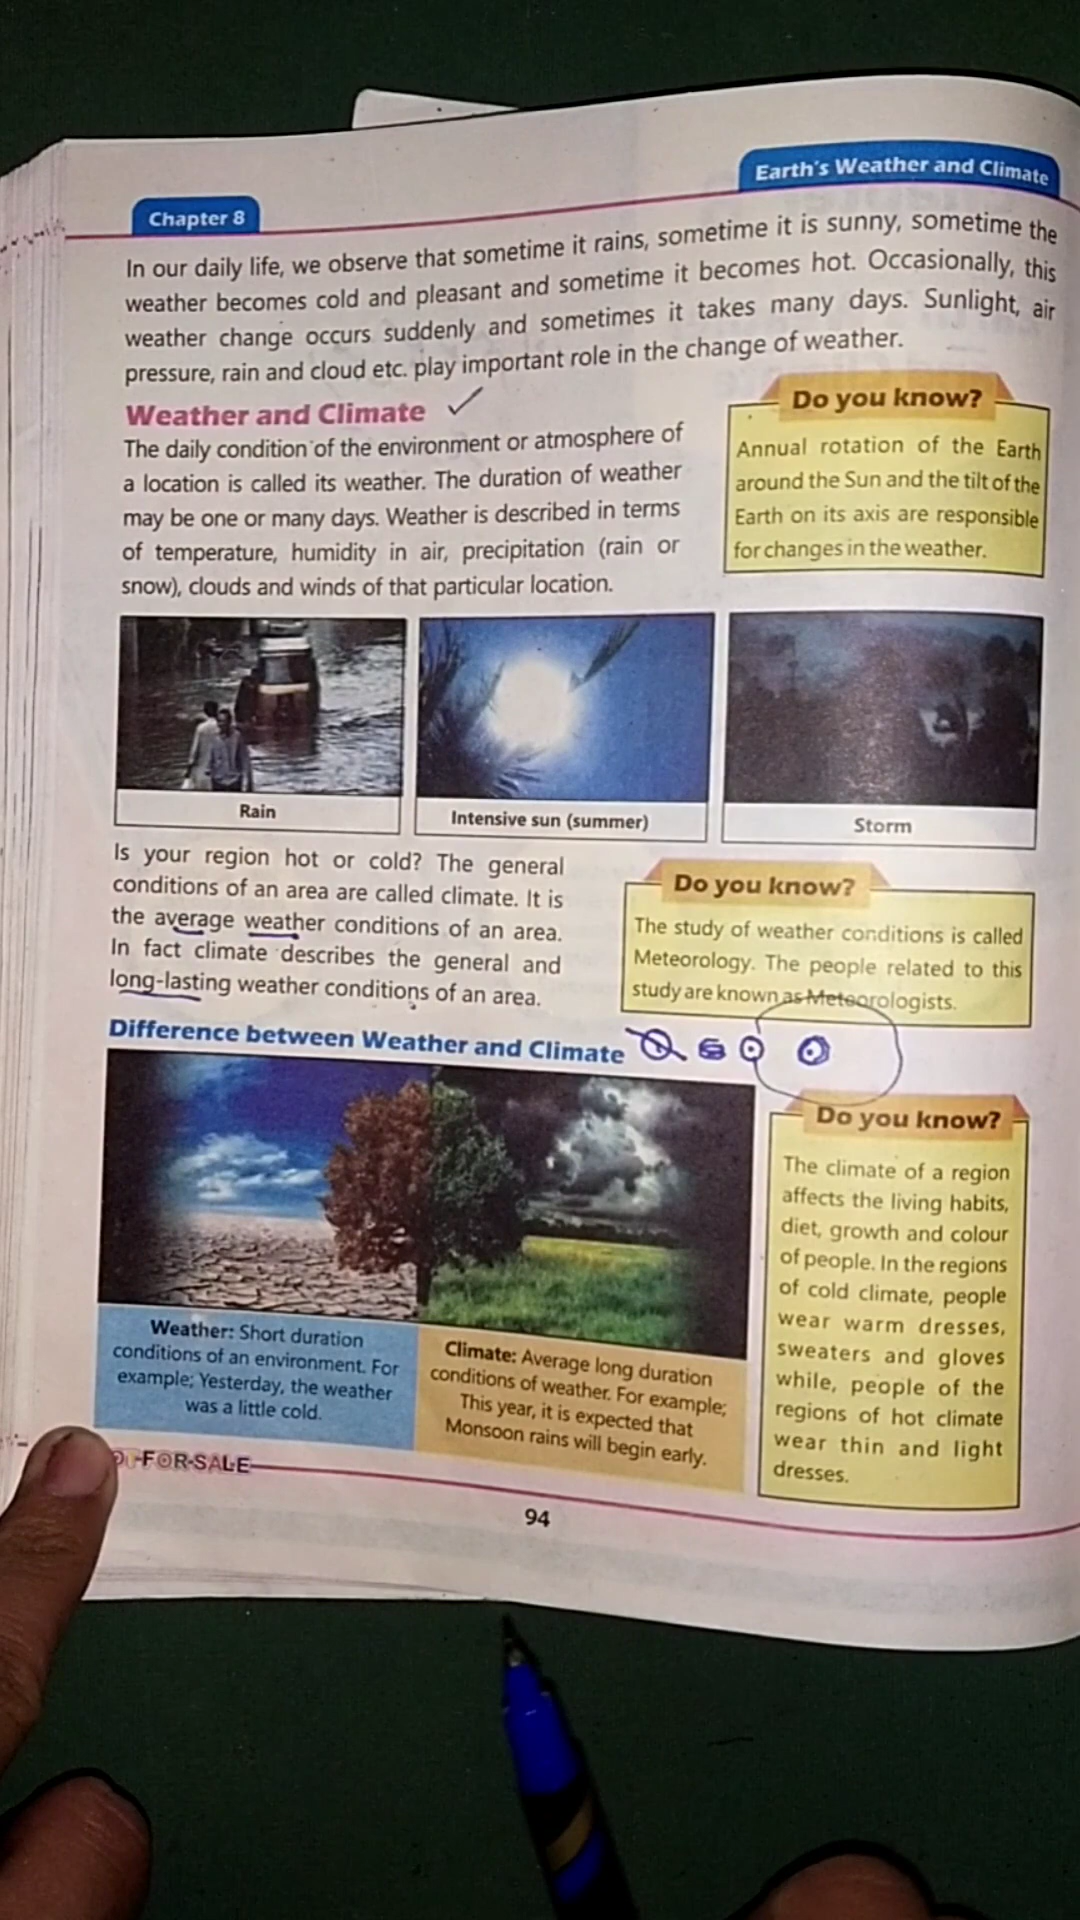 Earth's Weather and Climate
Chapter 8
In our daily life, we observe that sometime it rains, sometime it is sunny, sometime the
weather becomes cold and pleasant and sometime it becomes hot. Occasionally, this
weather change occurs suddenly and sometimes it takes many days. Sunlight, air
pressure, rain and cloud etc. play important role in the change of weather.
Weather and Climate
The daily condition of the environment or atmosphere of
a location is called its weather. The duration of weather
may be one or many days. Weather is described in terms
of temperature, humidity in air, precipitation (rain or
snow), clouds and winds of that particular location.
Do you know?
Annual rotation of the Earth
around the Sun and the tilt of the
Earth on its axis are responsible
for changes in the weather.
Rain
Intensive sun (summer)
Storm
Is your region hot or cold? The general
conditions of an area are called climate. It is
the average weather conditions of an area.
In fact climate describes the general and
long-lasting weather conditions of an area.
Do you know?
The study of weather conditions is called
Meteorology. The people related to this
study are known as Meteorologists.
Difference between Weather and Climate
Weather: Short duration
conditions of an environment. For
example; Yesterday, the weather
was a little cold.
Climate: Average long duration
conditions of weather. For example;
This year, it is expected that
Monsoon rains will begin early.
Do you know?
The climate of a region
affects the living habits,
diet, growth and colour
of people. In the regions
of cold climate, people
wear warm dresses,
sweaters and gloves
while, people of the
regions of hot climate
wear thin and light
dresses.
FOR-SALE
94